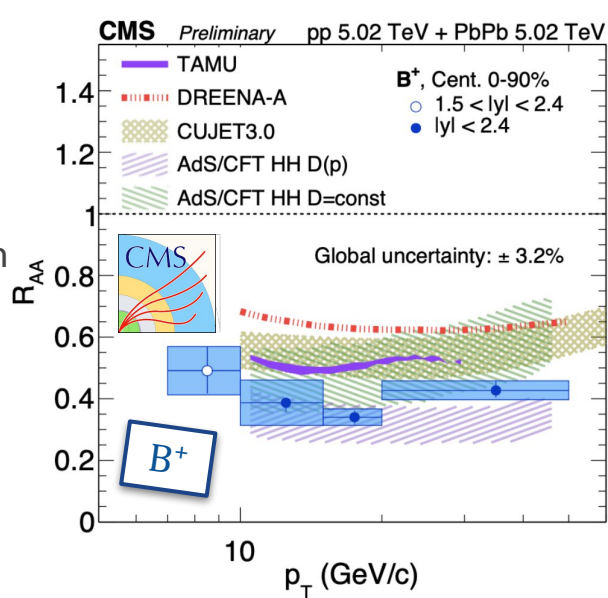 CMS Preliminary pp 5.02 TeV + PbPb 5.02 TeV
TAMU
DREENA-A
CUJET3.0
AdS/CFT HH D(p)
AdS/CFT HH D=const
B⁺, Cent. 0-90%
1.5 < |y| < 2.4
|y| < 2.4
Global uncertainty: ± 3.2%
CMS
B⁺
R_AA
1.4
1.2
1
0.8
0.6
0.4
0.2
0
10
p_T (GeV/c)